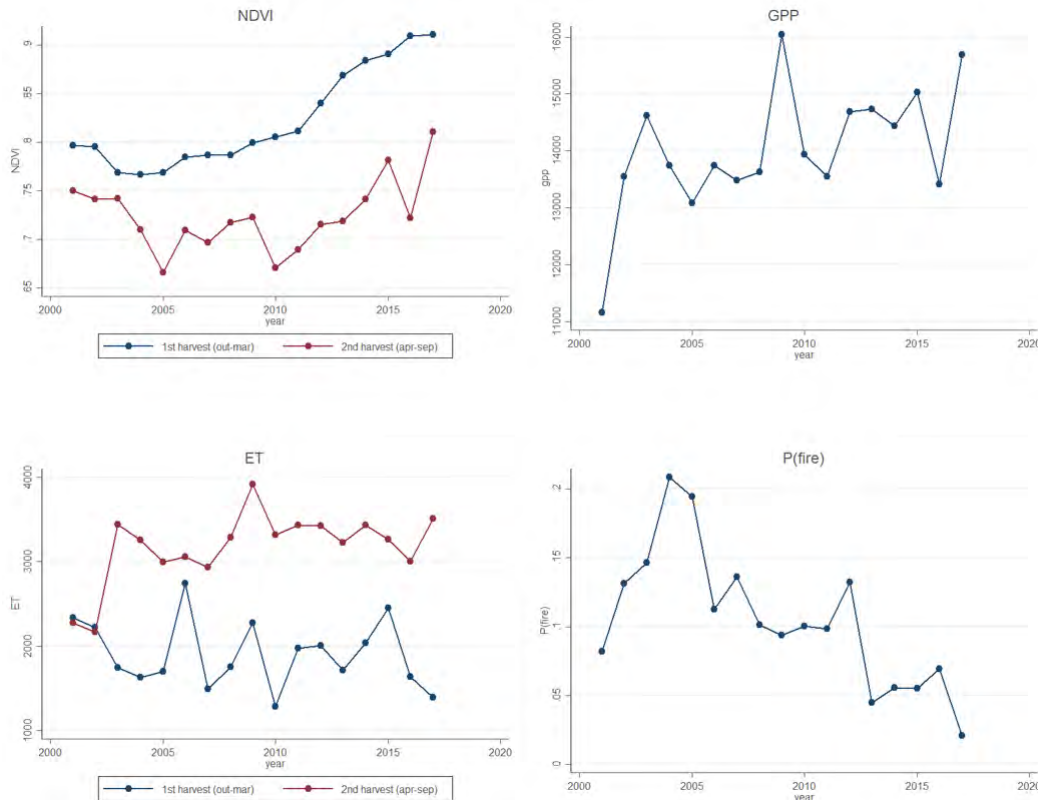 NDVI
NDVI
.9
.85
.8
.75
.7
.65
2000
2005
2010
2015
2020
year
1st harvest (out-mar)
2nd harvest (apr-sep)
GPP
gpp
16000
15000
14000
13000
12000
11000
2000
2005
2010
2015
2020
year
ET
ET
4000
3000
2000
1000
2000
2005
2010
2015
2020
year
1st harvest (out-mar)
2nd harvest (apr-sep)
P(fire)
P(fire)
.2
.15
.1
.05
0
2000
2005
2010
2015
2020
year